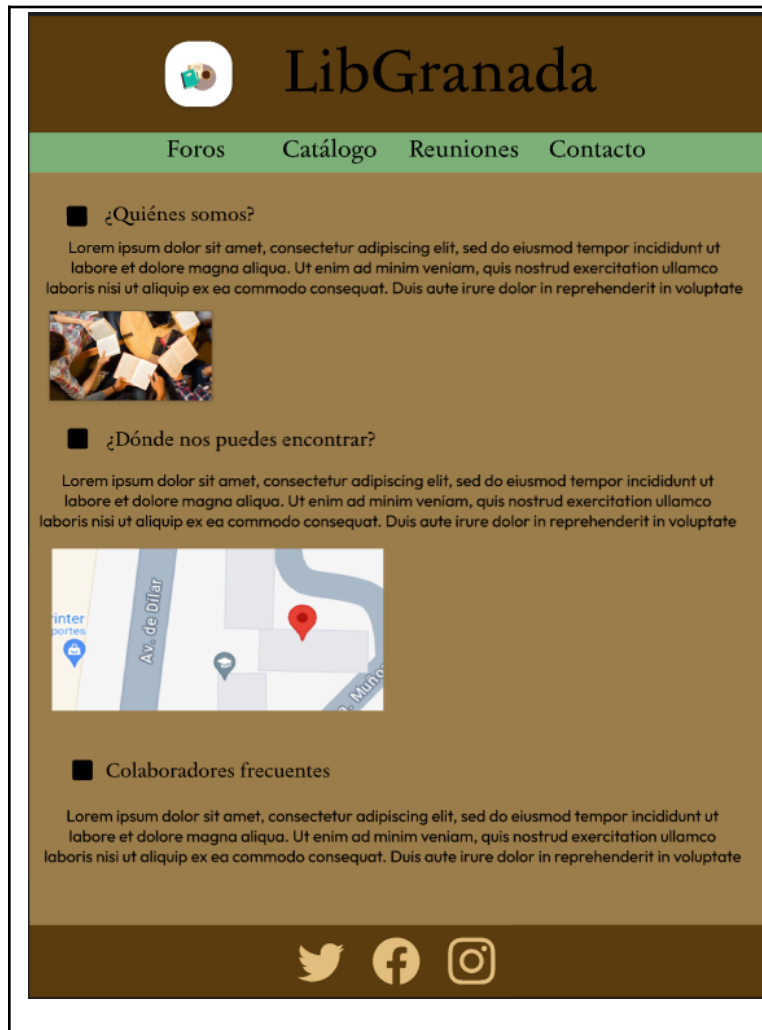 LibGranada
Foros Catálogo Reuniones Contacto
¿Quiénes somos?
Lorem ipsum dolor sit amet, consectetur adipiscing elit, sed do eiusmod tempor incididunt ut
labore et dolore magna aliqua. Ut enim ad minim veniam, quis nostrud exercitation ullamco
laboris nisi ut aliquip ex ea commodo consequat. Duis aute irure dolor in reprehenderit in voluptate
¿Dónde nos puedes encontrar?
Lorem ipsum dolor sit amet, consectetur adipiscing elit, sed do eiusmod tempor incididunt ut
labore et dolore magna aliqua. Ut enim ad minim veniam, quis nostrud exercitation ullamco
laboris nisi ut aliquip ex ea commodo consequat. Duis aute irure dolor in reprehenderit in voluptate
Av. de Dílar
Colaboradores frecuentes
Lorem ipsum dolor sit amet, consectetur adipiscing elit, sed do eiusmod tempor incididunt ut
labore et dolore magna aliqua. Ut enim ad minim veniam, quis nostrud exercitation ullamco
laboris nisi ut aliquip ex ea commodo consequat. Duis aute irure dolor in reprehenderit in voluptate